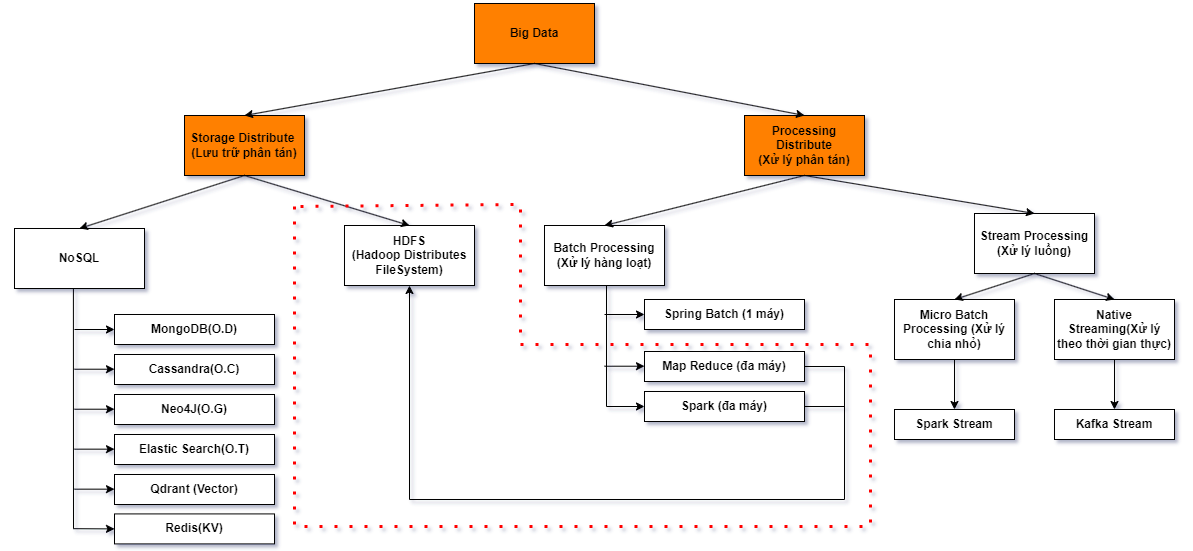 Big Data
Storage Distribute
(Lưu trữ phân tán)
Processing
Distribute
(Xử lý phân tán)
NoSQL
HDFS
(Hadoop Distributes
FileSystem)
Batch Processing
(Xử lý hàng loạt)
Stream Processing
(Xử lý luồng)
MongoDB(O.D)
Cassandra(O.C)
Neo4J(O.G)
Elastic Search(O.T)
Qdrant (Vector)
Redis(KV)
Spring Batch (1 máy)
Map Reduce (đa máy)
Spark (đa máy)
Micro Batch
Processing (Xử lý
chia nhỏ)
Native
Streaming(Xử lý
theo thời gian thực)
Spark Stream
Kafka Stream